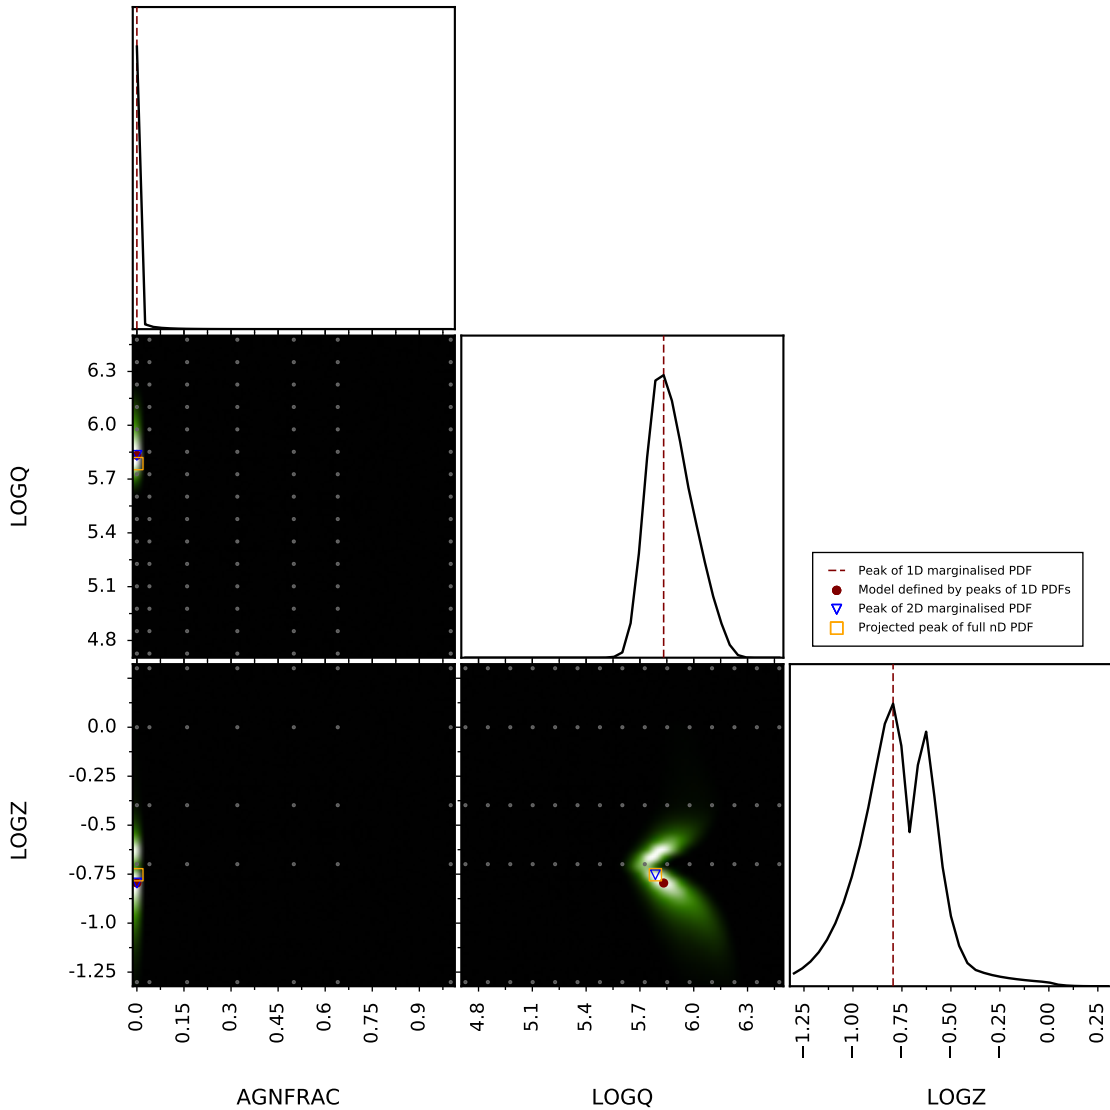 6.3
6.0
5.7
5.4
5.1
4.8
LOGQ
Peak of 1D marginalised PDF
Model defined by peaks of 1D PDFs
Peak of 2D marginalised PDF
Projected peak of full nD PDF
0.0
-0.25
-0.5
-0.75
-1.0
-1.25
LOGZ
0.0 0.15 0.3 0.45 0.6 0.75 0.9
4.8 5.1 5.4 5.7 6.0 6.3
−1.25 −1.00 −0.75 −0.50 −0.25 0.00 0.25
AGNFRAC LOGQ LOGZ